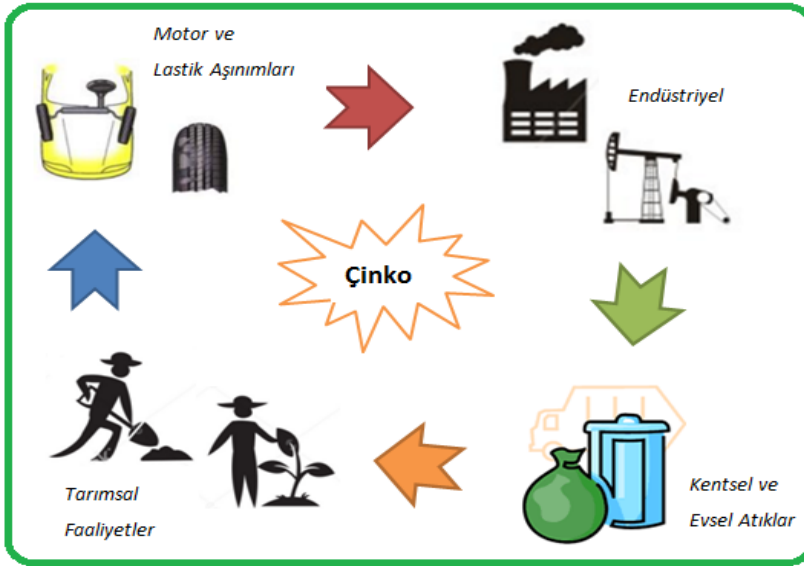 Motor ve
Lastik Aşınımları
Endüstriyel
Çinko
Tarımsal
Faaliyetler
Kentsel ve
Evsel Atıklar